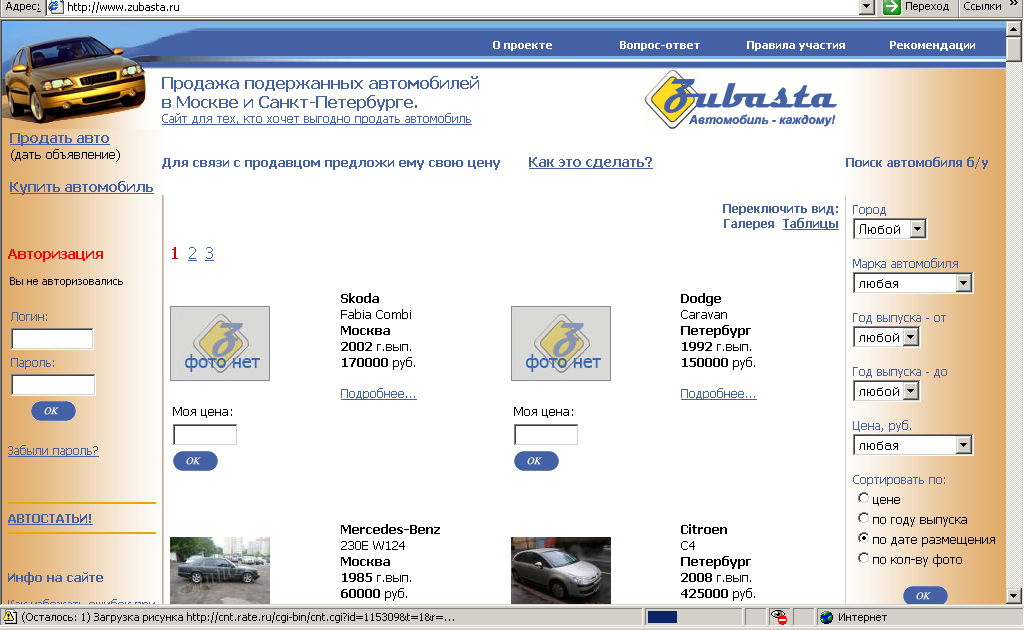 Адрес: http://www.zubasta.ru Переход Ссылки »
О проекте Вопрос-ответ Правила участия Рекомендации
Продажа подержанных автомобилей
в Москве и Санкт-Петербурге.
Сайт для тех, кто хочет выгодно продать автомобиль
Zubasta
Автомобиль - каждому!
Продать авто
(дать объявление)
Купить автомобиль
Авторизация
Вы не авторизовались
Логин:
Пароль:
OK
Забыли пароль?
АВТОСТАТЬИ!
Инфо на сайте
Как избежать ошибок при
Для связи с продавцом предложи ему свою цену Как это сделать?
Переключить вид:
Галерея Таблицы
1 2 3
фото нет
Skoda
Fabia Combi
Москва
2002 г.вып.
170000 руб.
Подробнее...
Моя цена:
OK
фото нет
Dodge
Caravan
Петербург
1992 г.вып.
150000 руб.
Подробнее...
Моя цена:
OK
Mercedes-Benz
230E W124
Москва
1985 г.вып.
60000 руб.
Citroen
C4
Петербург
2008 г.вып.
425000 руб.
Поиск автомобиля б/у
Город
Любой
Марка автомобиля
любая
Год выпуска - от
любой
Год выпуска - до
любой
Цена, руб.
любая
Сортировать по:
цене
по году выпуска
по дате размещения
по кол-ву фото
OK
(Осталось: 1) Загрузка рисунка http://cnt.rate.ru/cgi-bin/cnt.cgi?id=115309&t=1&r=... Интернет